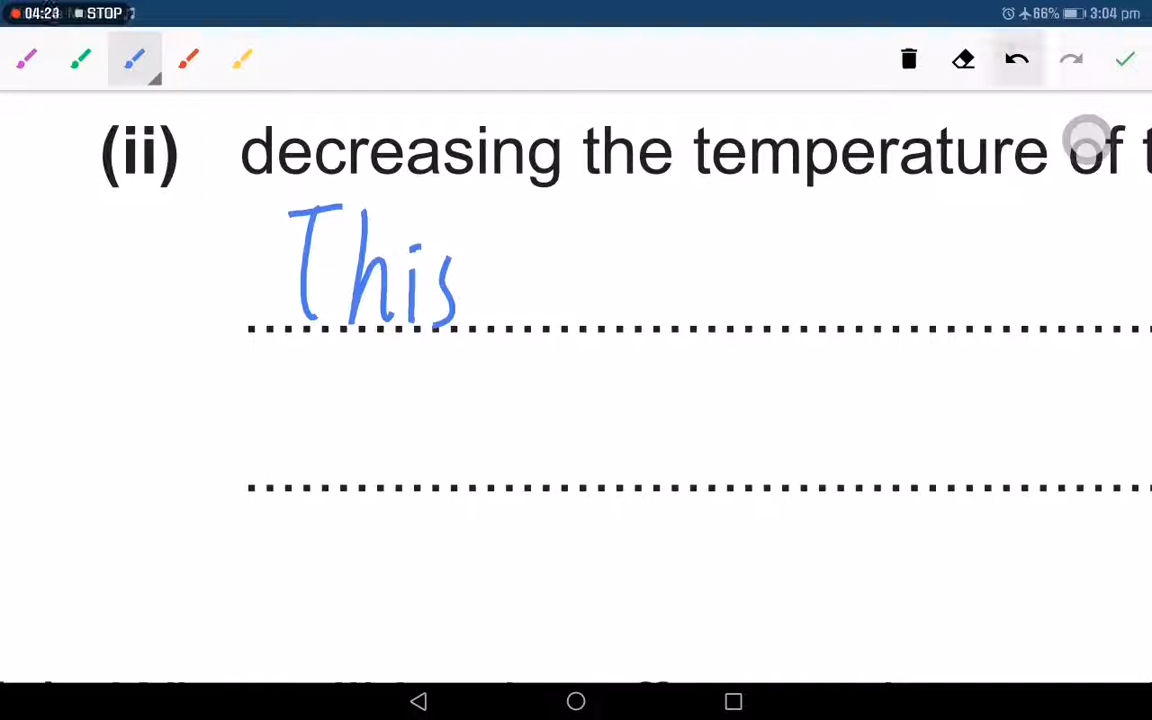 04:23 STOP 66% 3:04 pm
(ii) decreasing the temperature of t
This